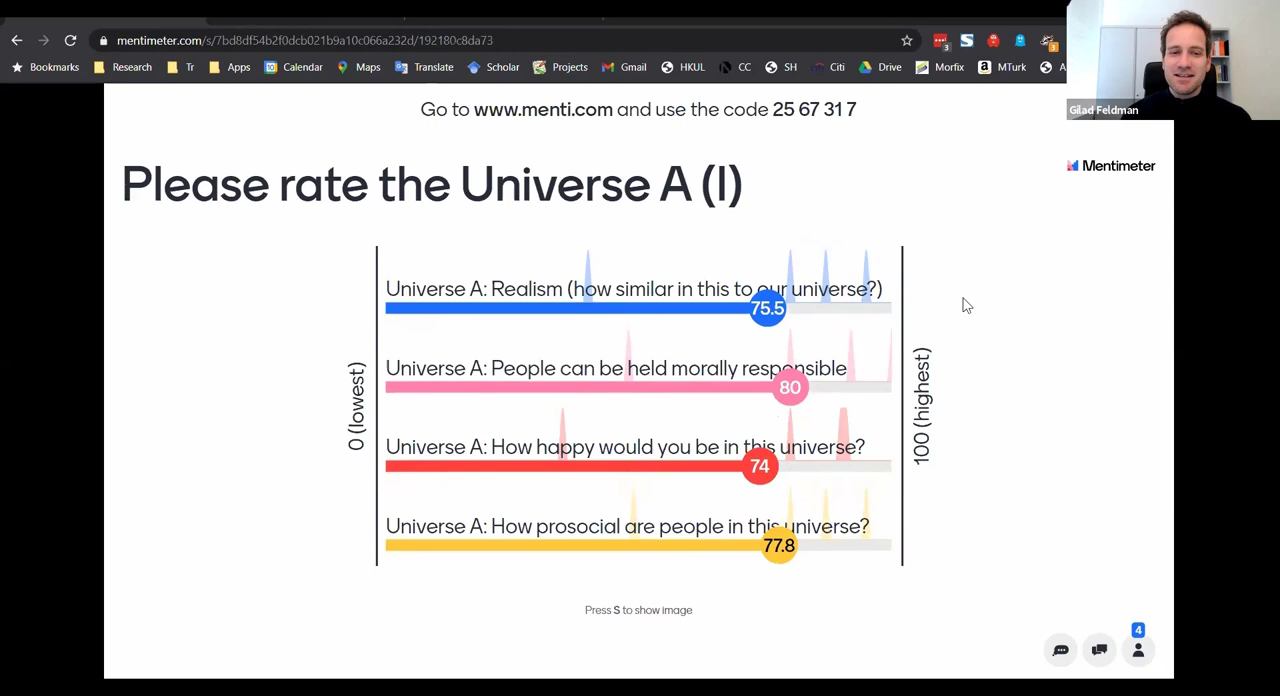 mentimeter.com/s/7bd8df54b2f0dcb021b9a10c066a232d/192180c8da73
3
S
3
Bookmarks Research Tr Apps Calendar Maps Translate Scholar Projects Gmail HKUL CC SH Citi Drive Morfix MTurk
Gilad Feldman
Go to www.menti.com and use the code 25 67 31 7
Mentimeter
Please rate the Universe A (I)
0 (lowest)
Universe A: Realism (how similar in this to our universe?)
75.5
Universe A: People can be held morally responsible
80
Universe A: How happy would you be in this universe?
74
Universe A: How prosocial are people in this universe?
77.8
100 (highest)
Press S to show image
4